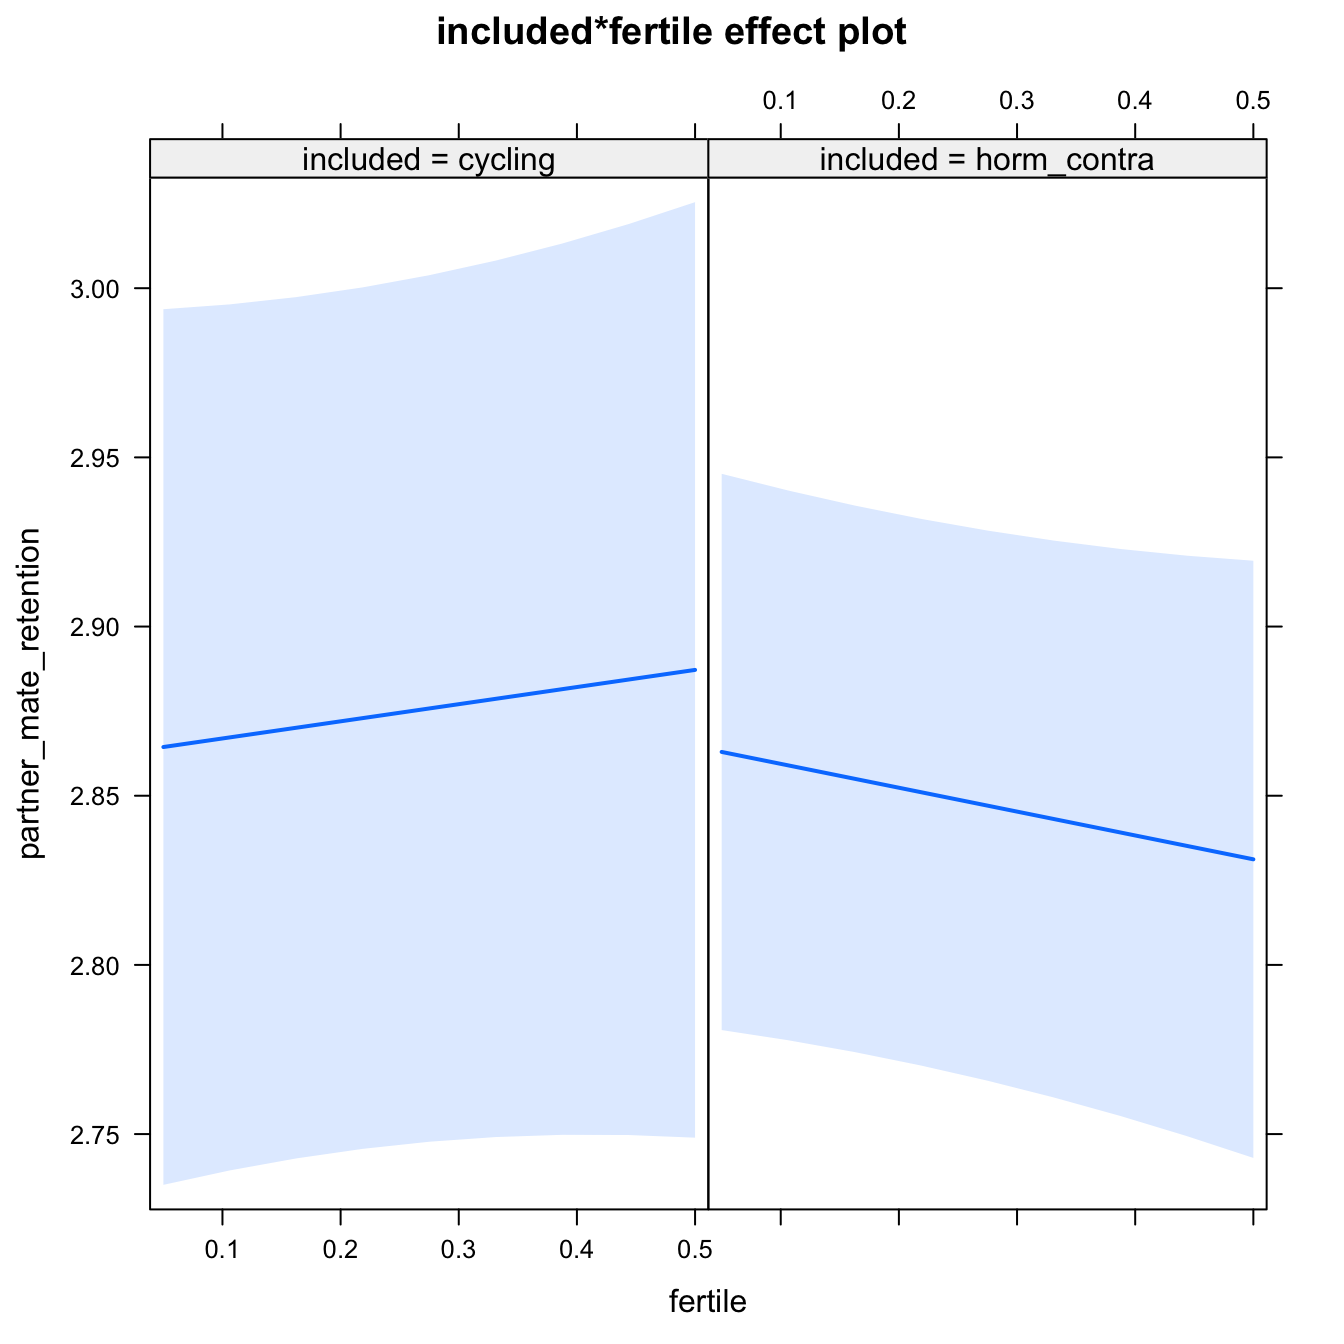 included*fertile effect plot
0.1 0.2 0.3 0.4 0.5
included = cycling included = horm_contra
3.00
2.95
2.90
2.85
2.80
2.75
partner_mate_retention
0.1 0.2 0.3 0.4 0.5
fertile